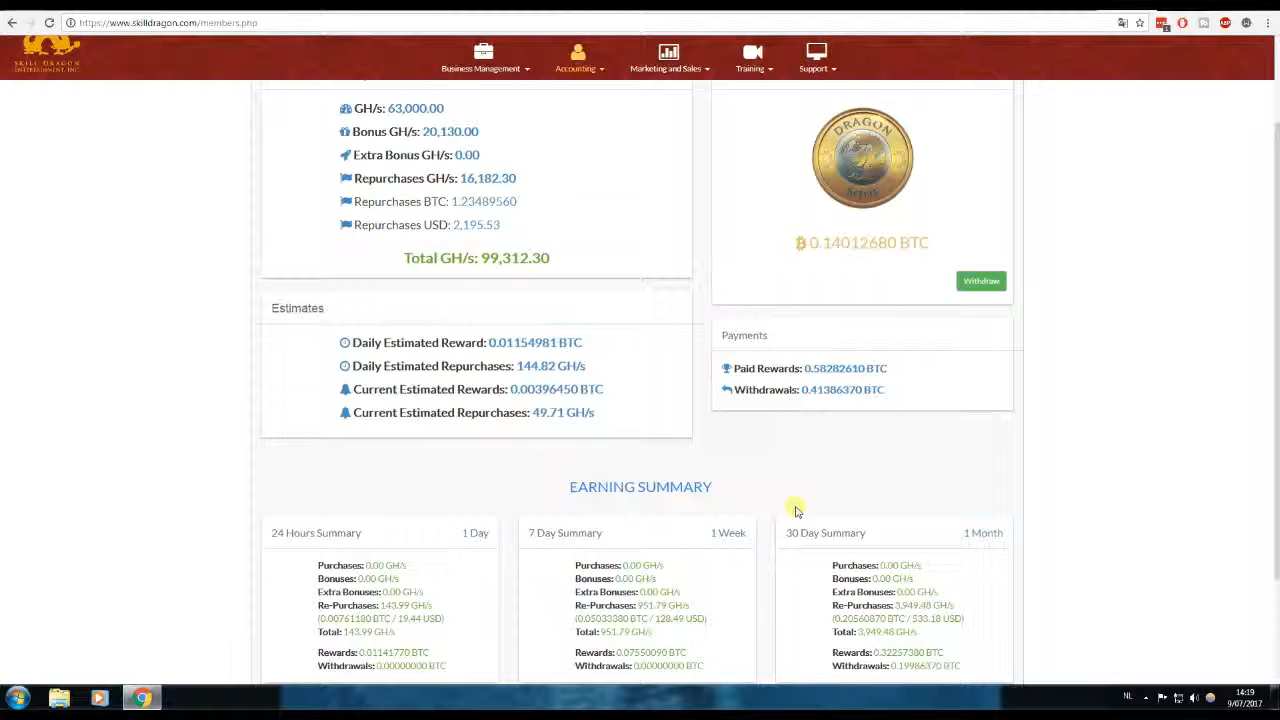 https://www.skilldragon.com/members.php
SKILL DRAGON
ENTERTAINMENT, INC.
Business Management
Accounting
Marketing and Sales
Training
Support
GH/s: 63,000.00
Bonus GH/s: 20,130.00
Extra Bonus GH/s: 0.00
Repurchases GH/s: 16,182.30
Repurchases BTC: 1.23489560
Repurchases USD: 2,195.53
Total GH/s: 99,312.30
DRAGON
0.14012680 BTC
Withdraw
Estimates
Daily Estimated Reward: 0.01154981 BTC
Daily Estimated Repurchases: 144.82 GH/s
Current Estimated Rewards: 0.00396450 BTC
Current Estimated Repurchases: 49.71 GH/s
Payments
Paid Rewards: 0.58282610 BTC
Withdrawals: 0.41386370 BTC
EARNING SUMMARY
24 Hours Summary 1 Day
Purchases: 0.00 GH/s
Bonuses: 0.00 GH/s
Extra Bonuses: 0.00 GH/s
Re-Purchases: 143.99 GH/s
(0.00761180 BTC / 19.44 USD)
Total: 143.99 GH/s
Rewards: 0.01141770 BTC
Withdrawals: 0.00000000 BTC
7 Day Summary 1 Week
Purchases: 0.00 GH/s
Bonuses: 0.00 GH/s
Extra Bonuses: 0.00 GH/s
Re-Purchases: 951.79 GH/s
(0.05033380 BTC / 128.49 USD)
Total: 951.79 GH/s
Rewards: 0.07550090 BTC
Withdrawals: 0.00000000 BTC
30 Day Summary 1 Month
Purchases: 0.00 GH/s
Bonuses: 0.00 GH/s
Extra Bonuses: 0.00 GH/s
Re-Purchases: 3,949.48 GH/s
(0.20560870 BTC / 533.18 USD)
Total: 3,949.48 GH/s
Rewards: 0.32257380 BTC
Withdrawals: 0.19986370 BTC
NL
14:19
9/07/2017